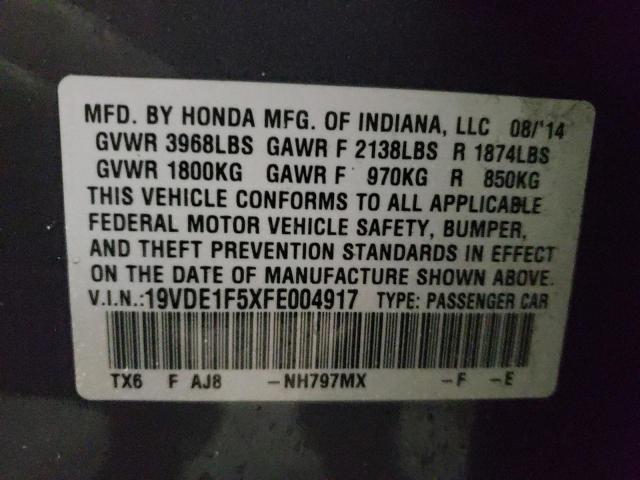 MFD. BY HONDA MFG. OF INDIANA, LLC 08/'14
GVWR 3968LBS GAWR F 2138LBS R 1874LBS
GVWR 1800KG GAWR F 970KG R 850KG
THIS VEHICLE CONFORMS TO ALL APPLICABLE
FEDERAL MOTOR VEHICLE SAFETY, BUMPER,
AND THEFT PREVENTION STANDARDS IN EFFECT
ON THE DATE OF MANUFACTURE SHOWN ABOVE.
V.I.N.:19VDE1F5XFE004917 TYPE: PASSENGER CAR
TX6 F AJ8 -NH797MX -F -E